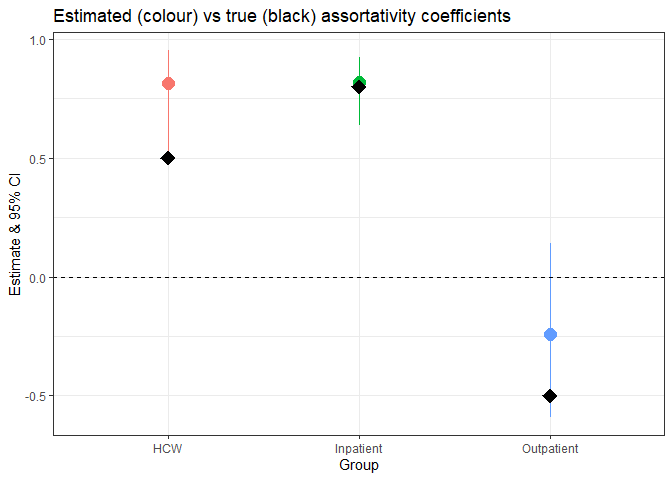 Estimated (colour) vs true (black) assortativity coefficients
Estimate & 95% CI
1.0
0.5
0.0
-0.5
HCW
Inpatient
Outpatient
Group